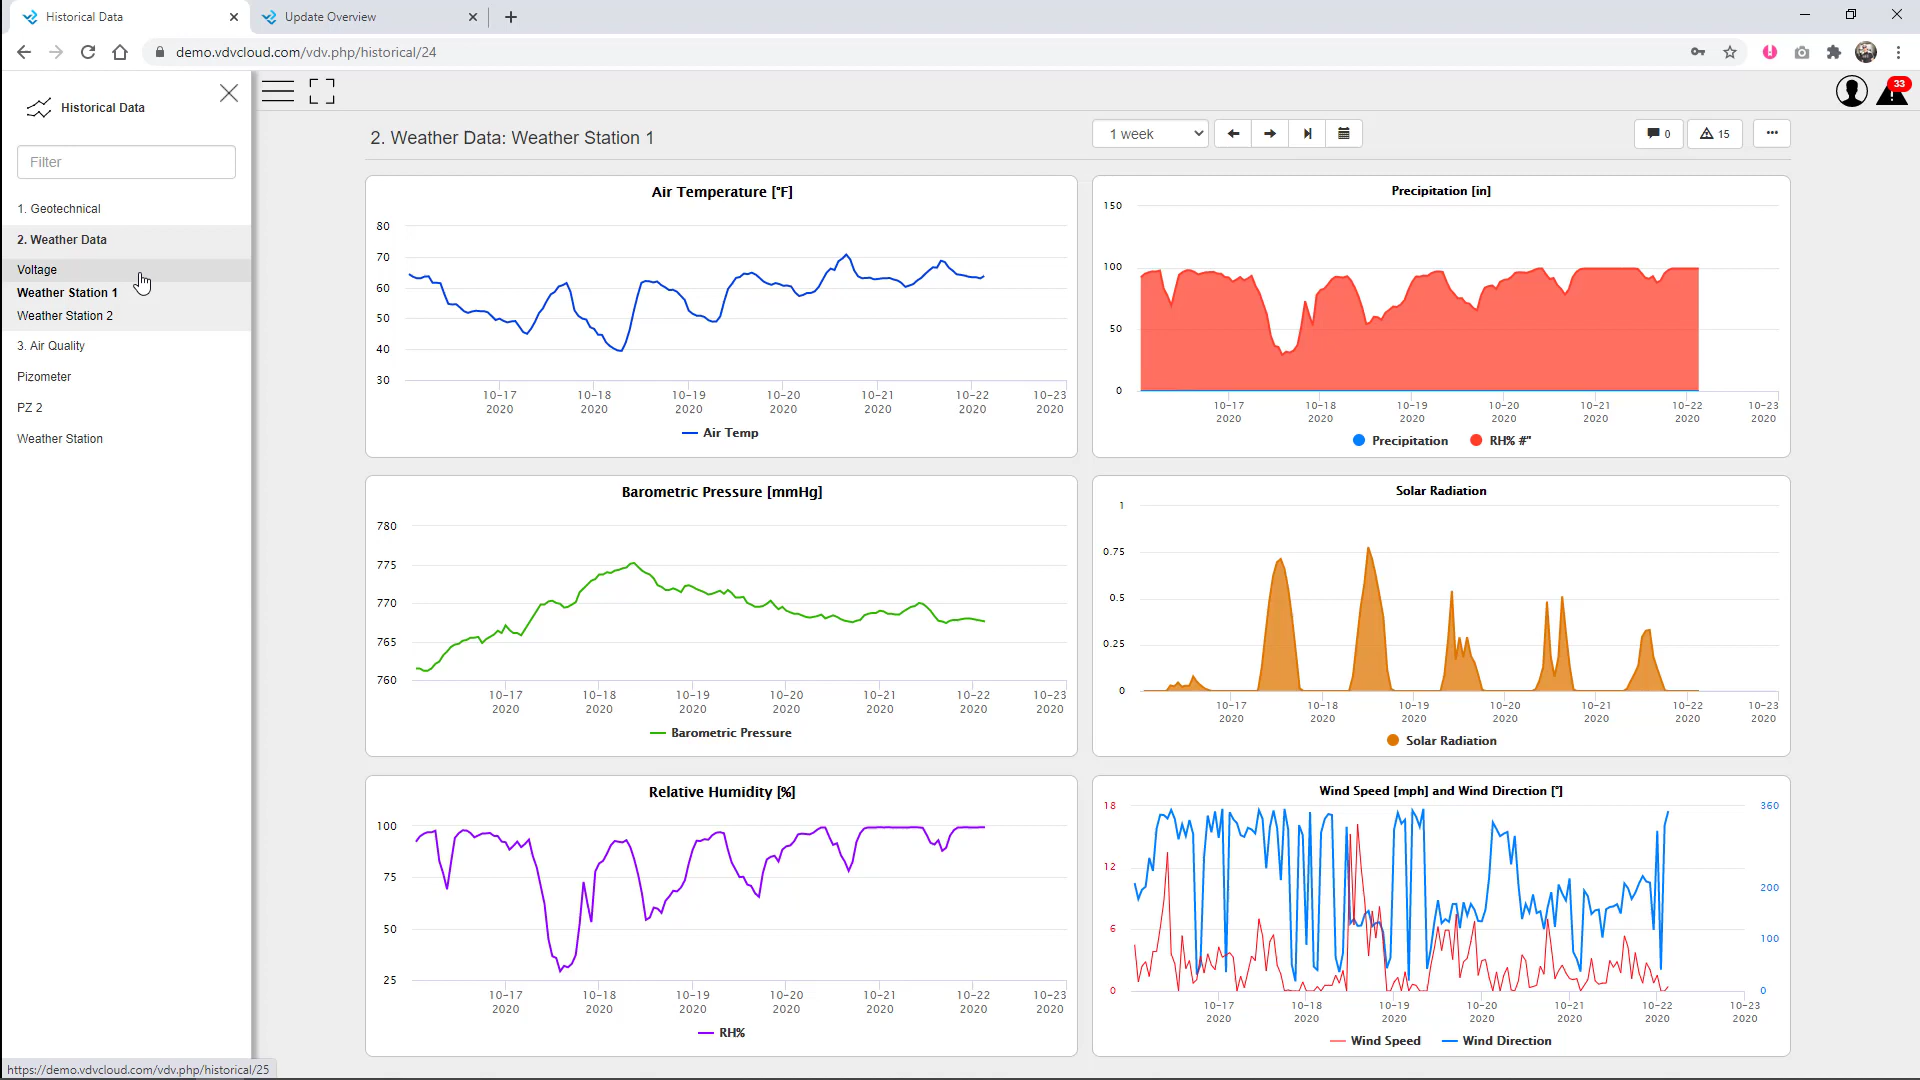 Historical Data
Update Overview
demo.vdvcloud.com/vdv.php/historical/24
Historical Data
33
Filter
1. Geotechnical
2. Weather Data
Voltage
Weather Station 1
Weather Station 2
3. Air Quality
Pizometer
PZ 2
Weather Station
2. Weather Data: Weather Station 1
1 week
0
15
Air Temperature [°F]
80
70
60
50
40
30
10-17 2020
10-18 2020
10-19 2020
10-20 2020
10-21 2020
10-22 2020
10-23 2020
Air Temp
Precipitation [in]
150
100
50
0
10-17 2020
10-18 2020
10-19 2020
10-20 2020
10-21 2020
10-22 2020
10-23 2020
Precipitation
RH% #"
Barometric Pressure [mmHg]
780
775
770
765
760
10-17 2020
10-18 2020
10-19 2020
10-20 2020
10-21 2020
10-22 2020
10-23 2020
Barometric Pressure
Solar Radiation
1
0.75
0.5
0.25
0
10-17 2020
10-18 2020
10-19 2020
10-20 2020
10-21 2020
10-22 2020
10-23 2020
Solar Radiation
Relative Humidity [%]
100
75
50
25
10-17 2020
10-18 2020
10-19 2020
10-20 2020
10-21 2020
10-22 2020
10-23 2020
RH%
Wind Speed [mph] and Wind Direction [°]
18
12
6
0
360
200
100
0
10-17 2020
10-18 2020
10-19 2020
10-20 2020
10-21 2020
10-22 2020
10-23 2020
Wind Speed
Wind Direction
https://demo.vdvcloud.com/vdv.php/historical/25